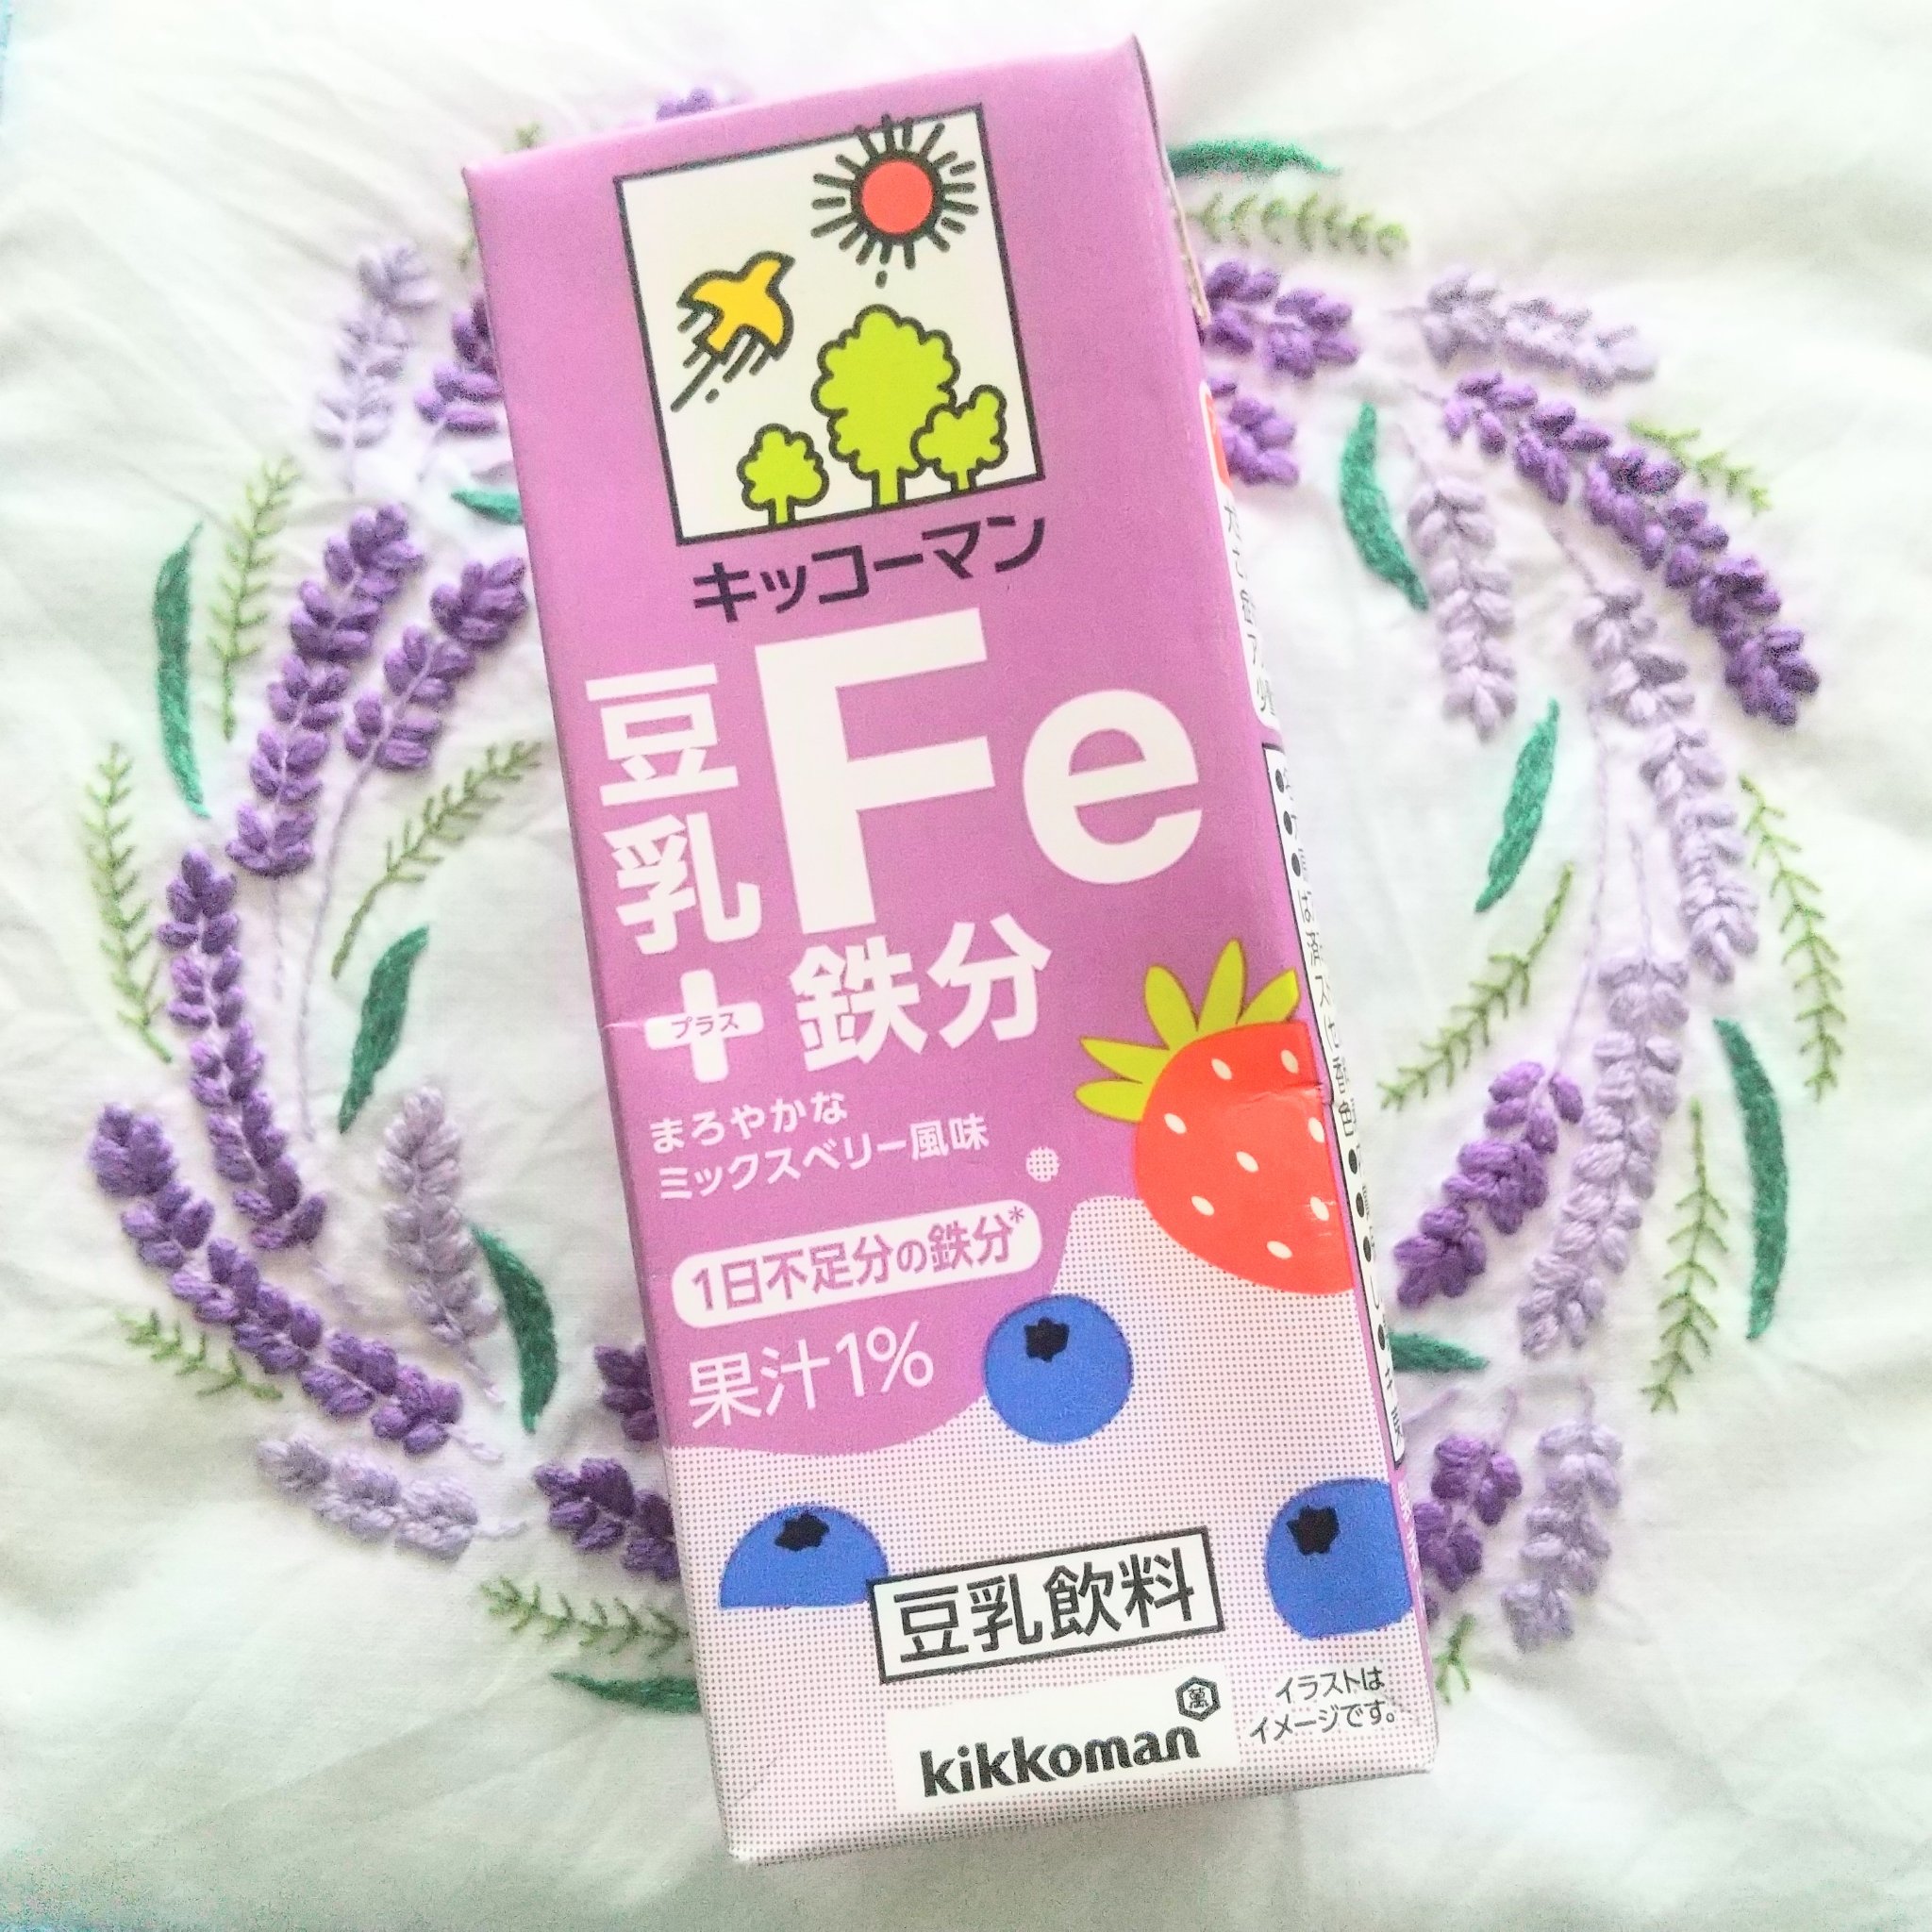 キッコーマン
豆乳
Fe
+
プラス
鉄分
まろやかな
ミックスベリー風味
1日不足分の鉄分*
果汁1%
豆乳飲料
萬
kikkoman
イラストは
イメージです。